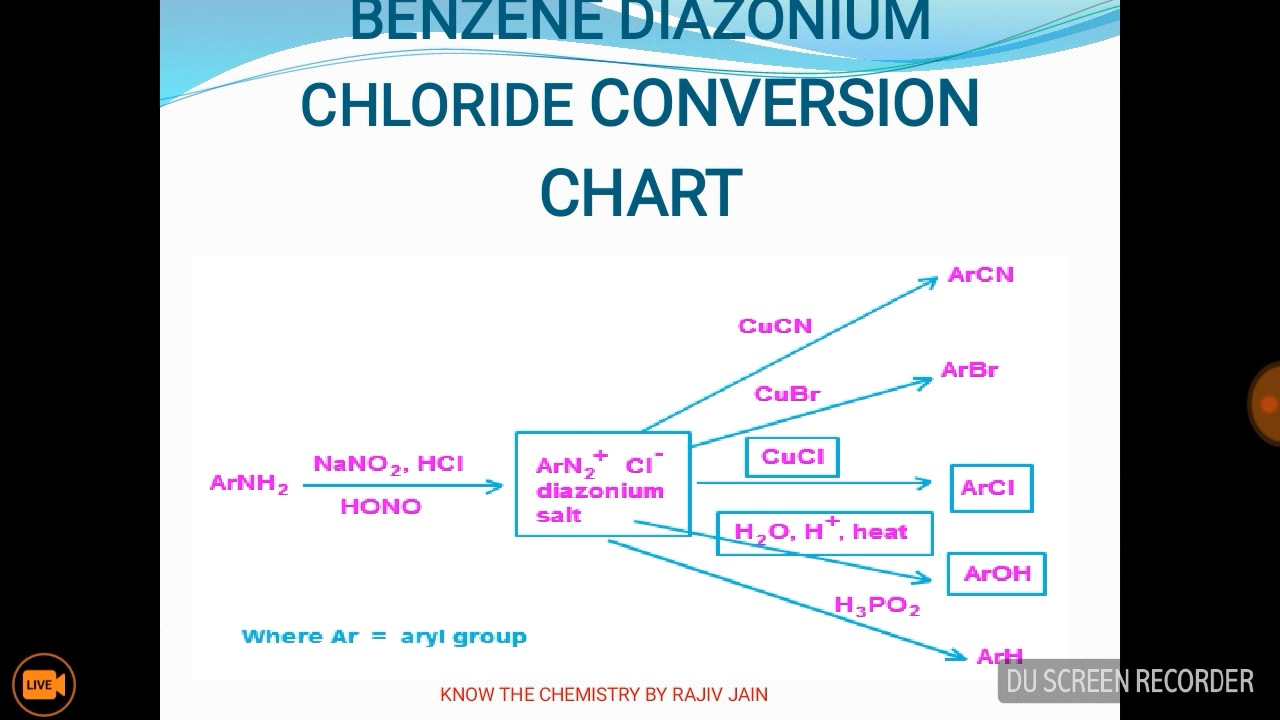 BENZENE DIAZONIUM
CHLORIDE CONVERSION
CHART
ArCN
CuCN
ArBr
CuBr
CuCl
NaNO₂, HCl
ArNH₂
HONO
ArN₂⁺ Cl⁻
diazonium
salt
ArCl
H₂O, H⁺, heat
ArOH
H₃PO₂
Where Ar = aryl group
ArH
DU SCREEN RECORDER
LIVE
KNOW THE CHEMISTRY BY RAJIV JAIN